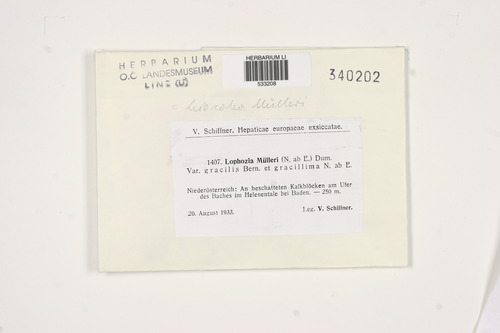 HERBARIUM
O.Ö. LANDESMUSEUM
LINZ (U)
HERBARIUM LI
533208
340202
Mülleri
V. Schiffner. Hepaticae europaeae exsiccatae.
1407. Lophozia Mülleri (N. ab E.) Dum.
Var. gracilis Bern. et gracillima N. ab E.
Niederösterreich: An beschatteten Kalkblöcken am Ufer
des Baches im Helenentale bei Baden. — 250 m.
20. August 1933.
Leg. V. Schiffner.